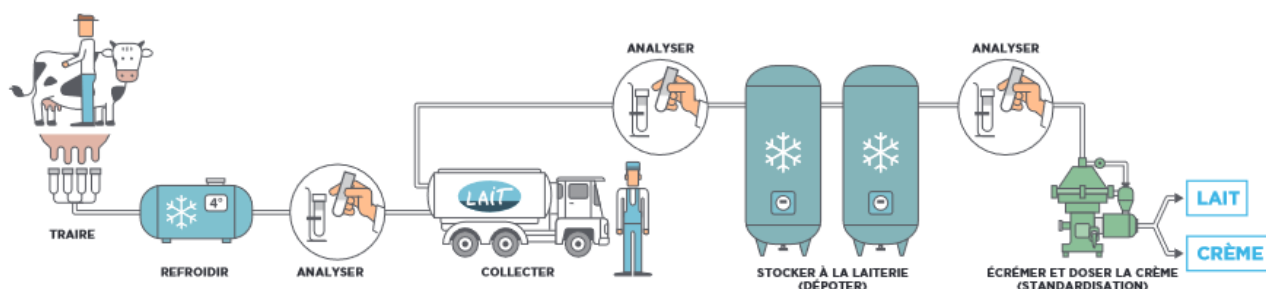 TRAIRE
4°
REFROIDIR
ANALYSER
LAIT
COLLECTER
ANALYSER
STOCKER À LA LAITERIE
(DÉPOTER)
ANALYSER
ÉCRÉMER ET DOSER LA CRÈME
(STANDARDISATION)
LAIT
CRÈME